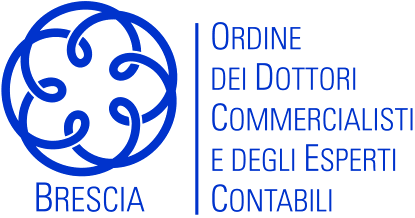 Brescia
Ordine
dei Dottori
Commercialisti
e degli Esperti
Contabili